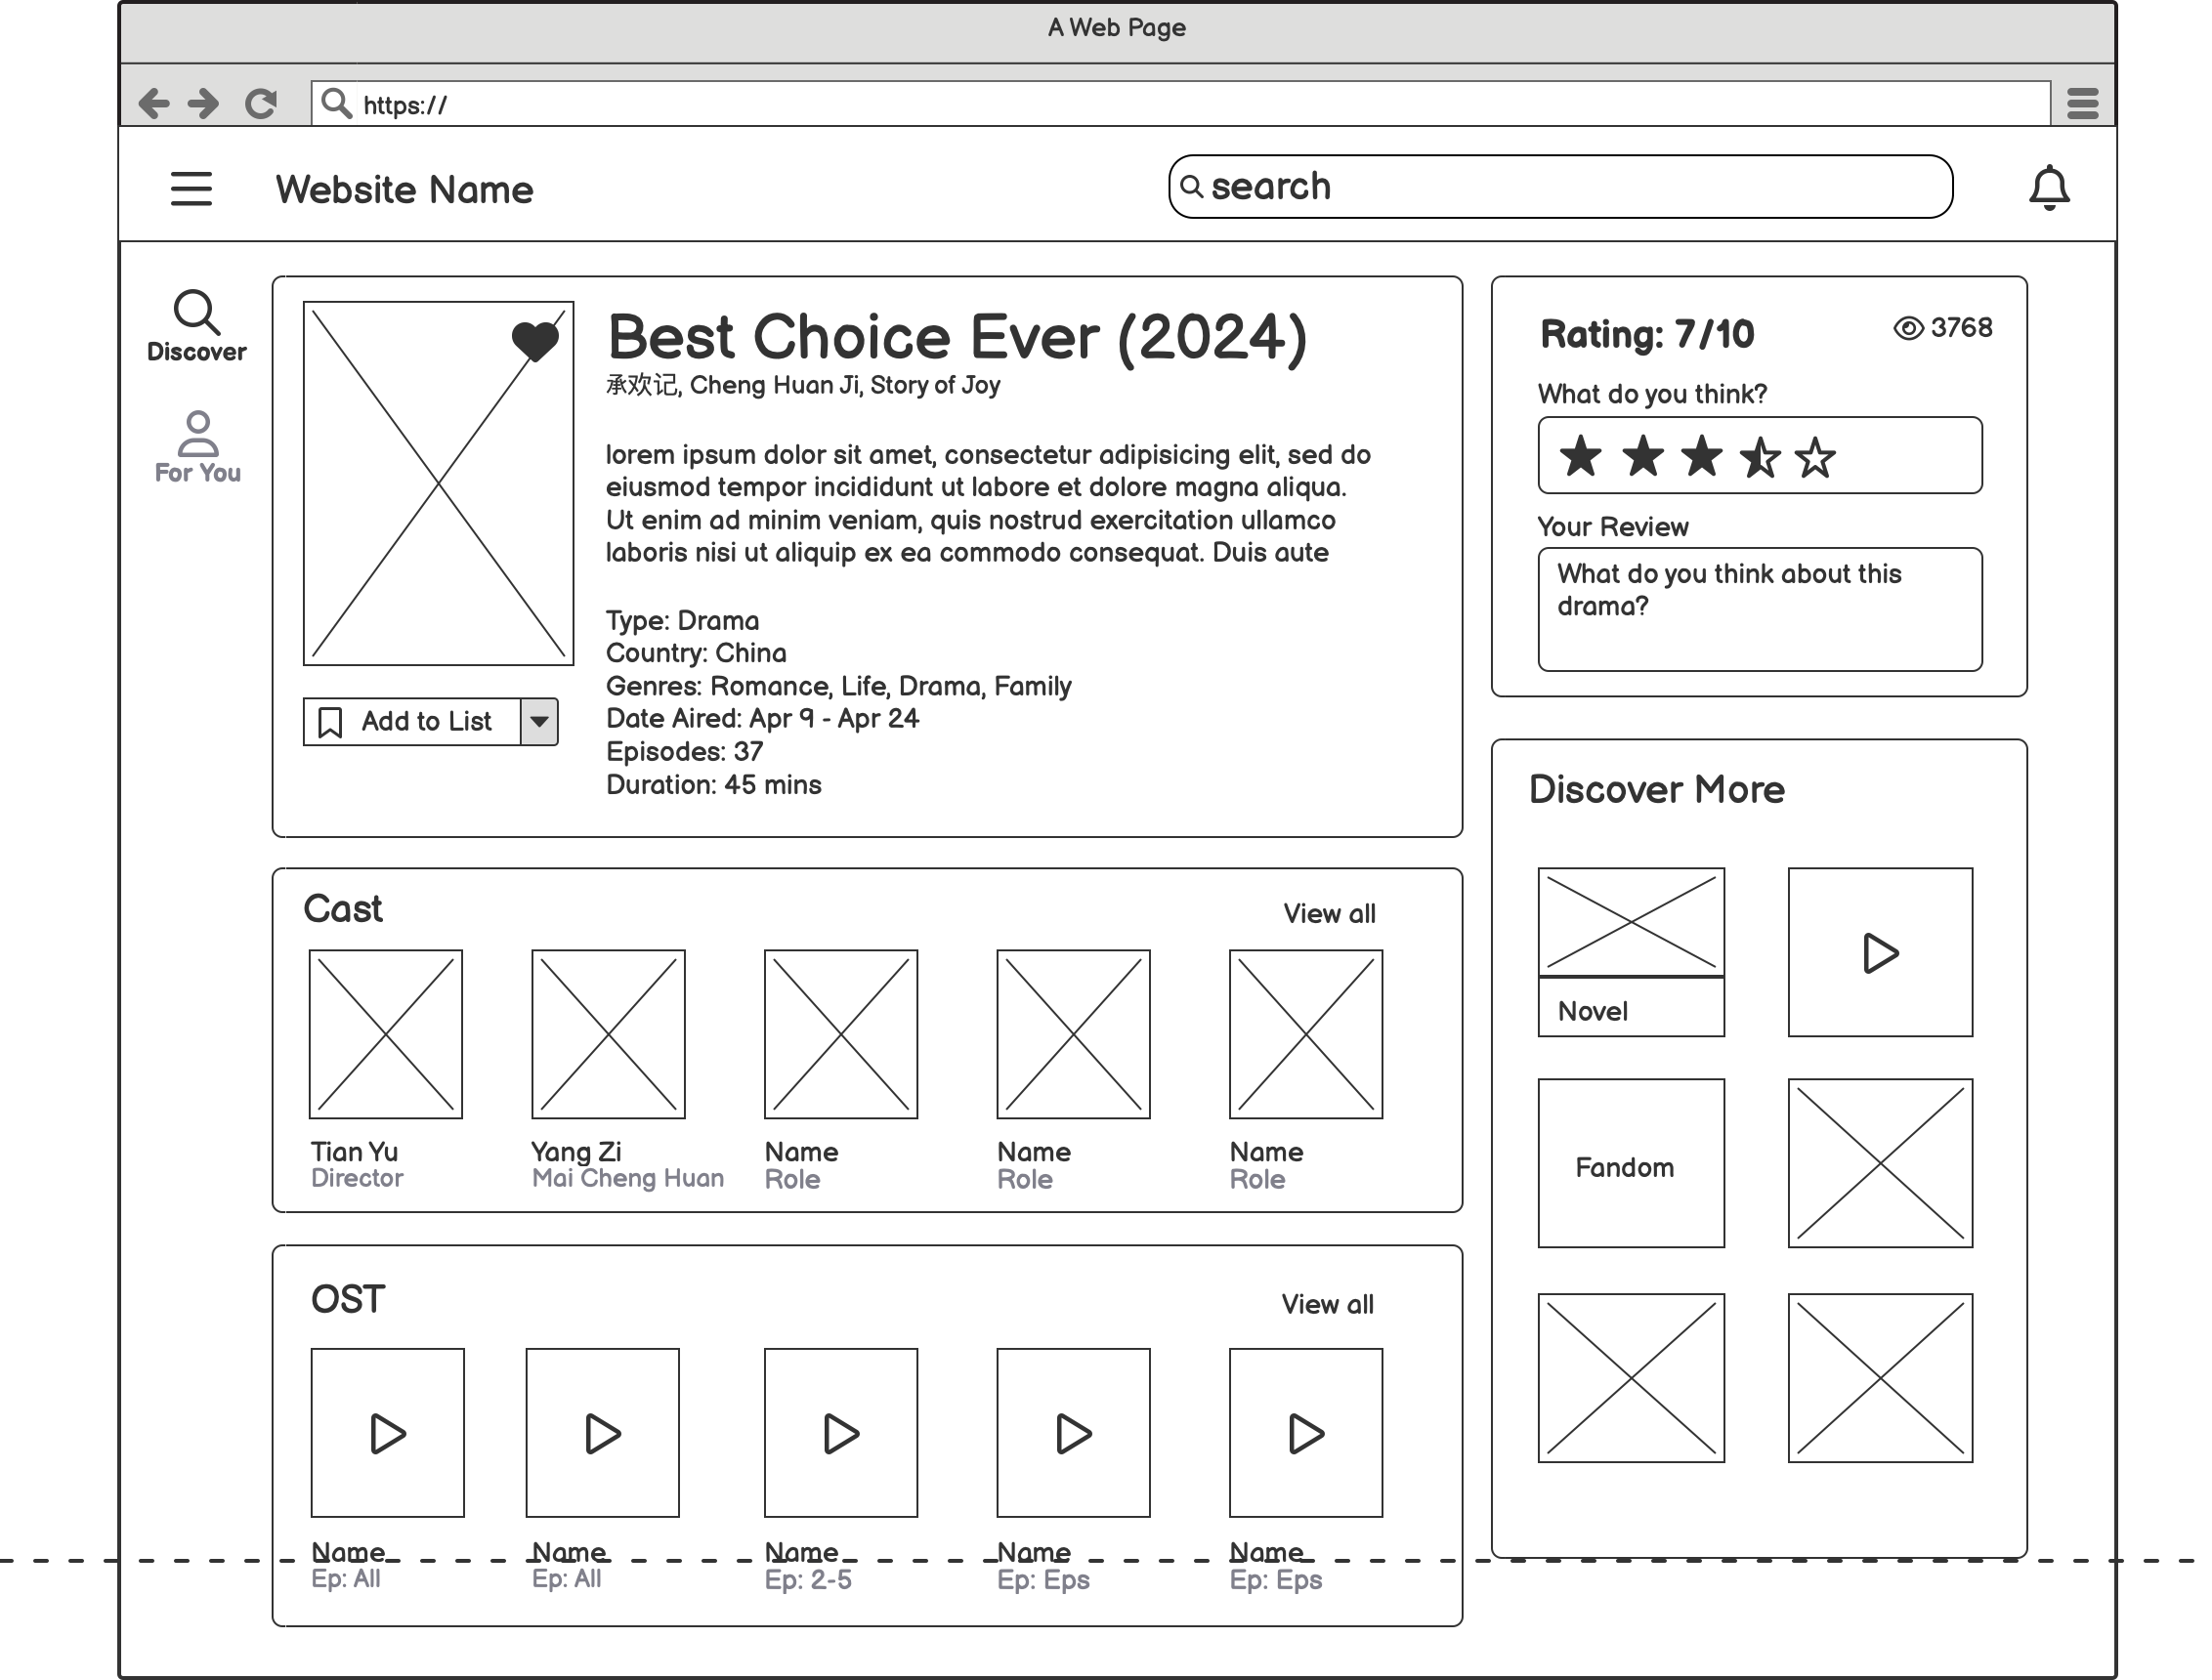 A Web Page
https://
Website Name
search
Discover
For You
Best Choice Ever (2024)
承欢记, Cheng Huan Ji, Story of Joy
lorem ipsum dolor sit amet, consectetur adipisicing elit, sed do
eiusmod tempor incididunt ut labore et dolore magna aliqua.
Ut enim ad minim veniam, quis nostrud exercitation ullamco
laboris nisi ut aliquip ex ea commodo consequat. Duis aute
Type: Drama
Country: China
Genres: Romance, Life, Drama, Family
Date Aired: Apr 9 - Apr 24
Episodes: 37
Duration: 45 mins
Add to List
Rating: 7/10
3768
What do you think?
Your Review
What do you think about this
drama?
Cast
View all
Tian Yu
Director
Yang Zi
Mai Cheng Huan
Name
Role
Name
Role
Name
Role
OST
View all
Name
Ep: All
Name
Ep: All
Name
Ep: 2-5
Name
Ep: Eps
Name
Ep: Eps
Discover More
Novel
Fandom